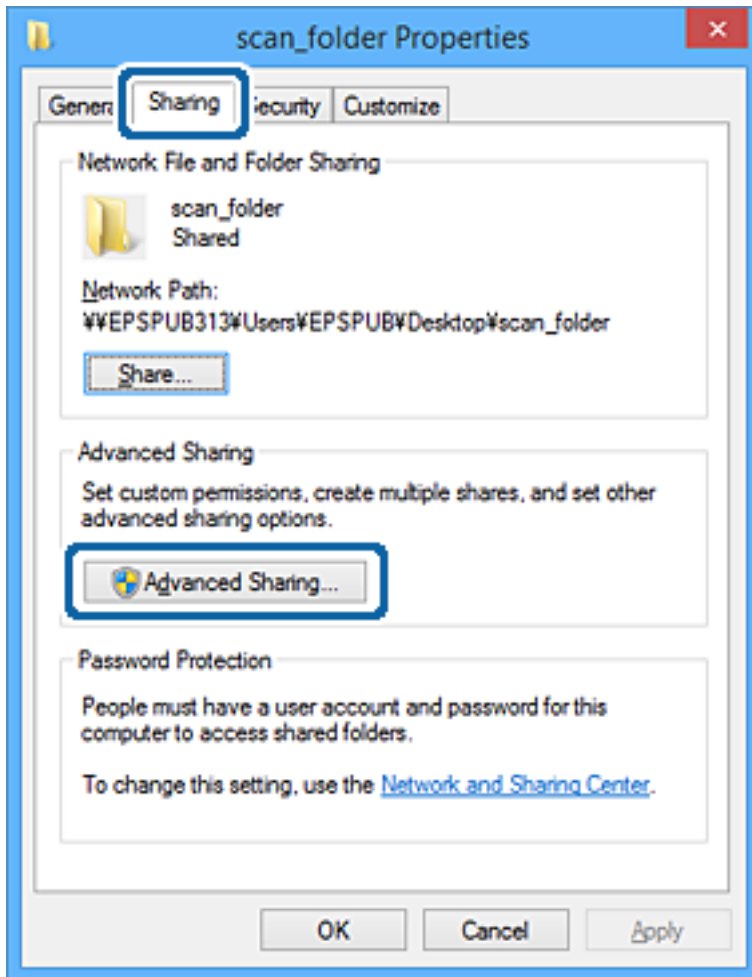 scan_folder Properties
General Sharing Security Customize
Network File and Folder Sharing
scan_folder
Shared
Network Path:
¥¥EPSPUB313¥Users¥EPSPUB¥Desktop¥scan_folder
Share...
Advanced Sharing
Set custom permissions, create multiple shares, and set other
advanced sharing options.
Advanced Sharing...
Password Protection
People must have a user account and password for this
computer to access shared folders.
To change this setting, use the Network and Sharing Center.
OK Cancel Apply